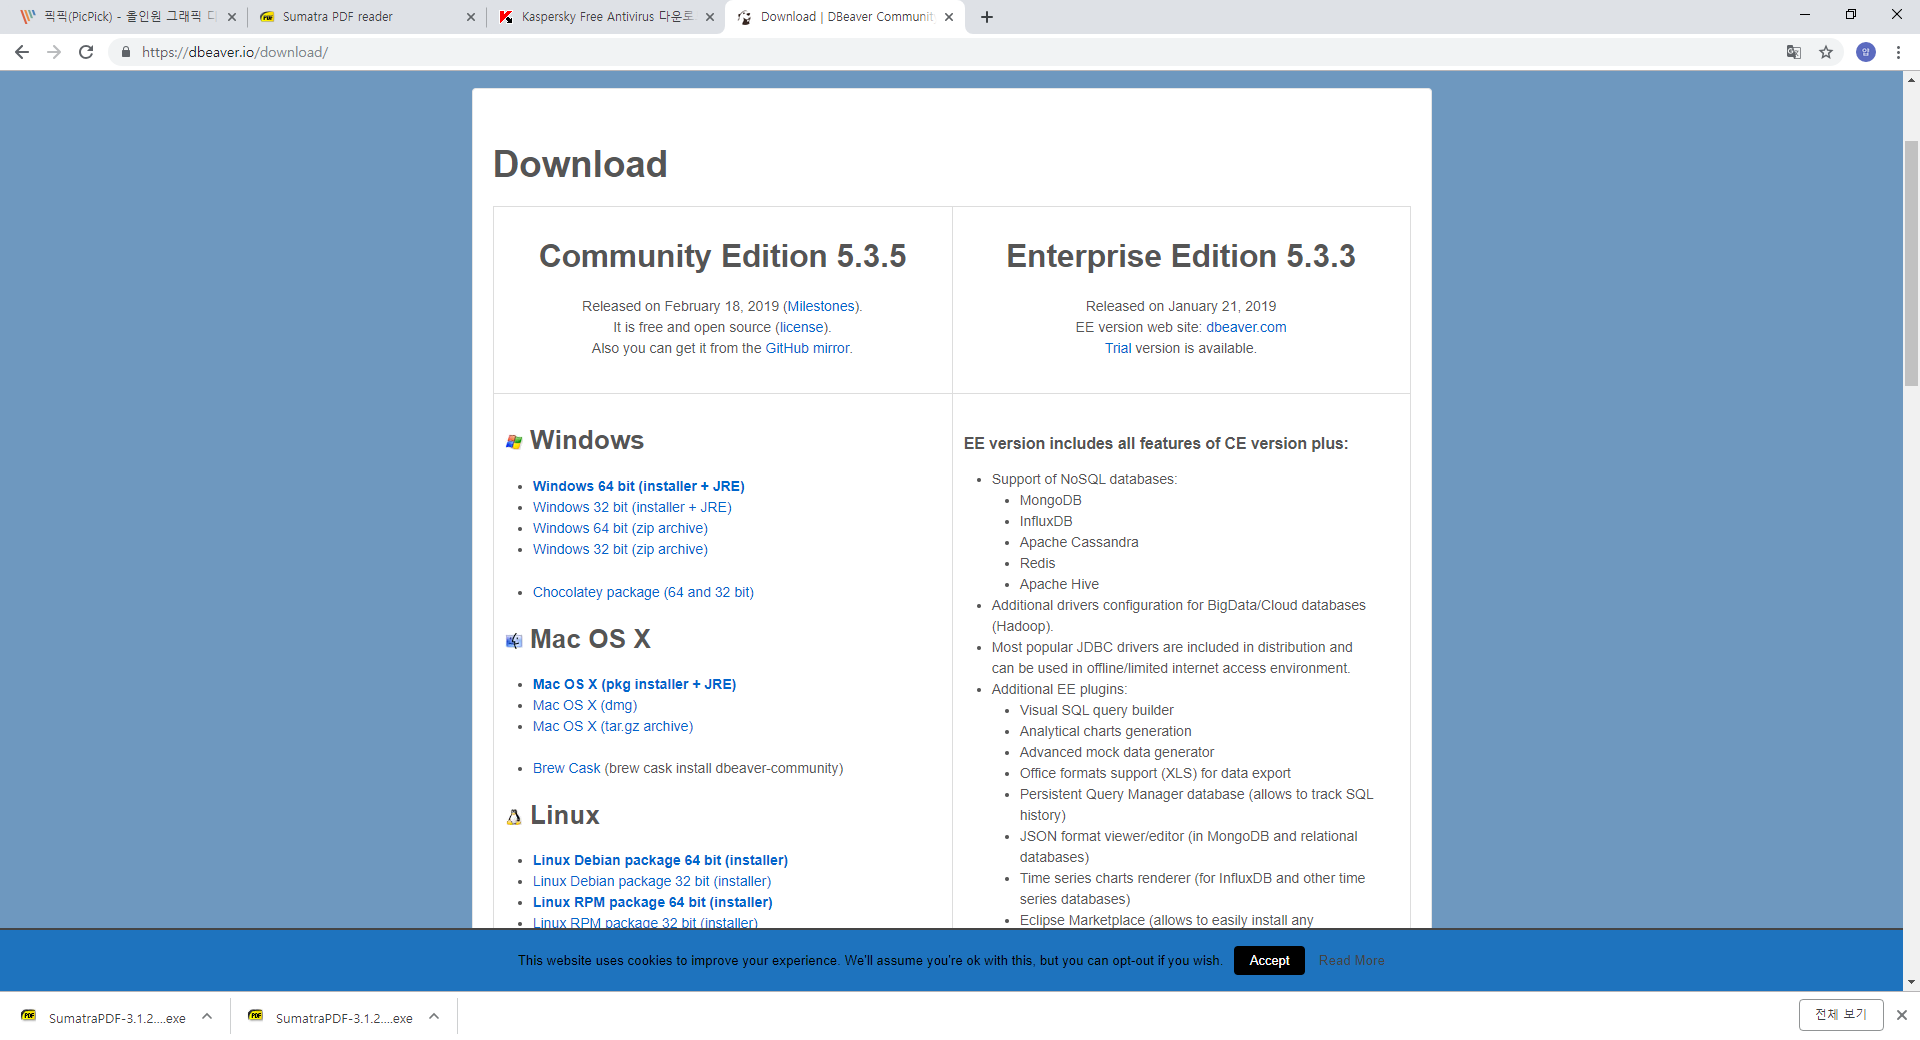 픽픽(PicPick) - 올인원 그래픽 디
Sumatra PDF reader
Kaspersky Free Antivirus 다운로
Download | DBeaver Communit
https://dbeaver.io/download/
Download
Community Edition 5.3.5
Released on February 18, 2019 (Milestones).
It is free and open source (license).
Also you can get it from the GitHub mirror.
Enterprise Edition 5.3.3
Released on January 21, 2019
EE version web site: dbeaver.com
Trial version is available.
Windows
Windows 64 bit (installer + JRE)
Windows 32 bit (installer + JRE)
Windows 64 bit (zip archive)
Windows 32 bit (zip archive)
Chocolatey package (64 and 32 bit)
Mac OS X
Mac OS X (pkg installer + JRE)
Mac OS X (dmg)
Mac OS X (tar.gz archive)
Brew Cask (brew cask install dbeaver-community)
Linux
Linux Debian package 64 bit (installer)
Linux Debian package 32 bit (installer)
Linux RPM package 64 bit (installer)
Linux RPM package 32 bit (installer)
EE version includes all features of CE version plus:
Support of NoSQL databases:
MongoDB
InfluxDB
Apache Cassandra
Redis
Apache Hive
Additional drivers configuration for BigData/Cloud databases
(Hadoop).
Most popular JDBC drivers are included in distribution and
can be used in offline/limited internet access environment.
Additional EE plugins:
Visual SQL query builder
Analytical charts generation
Advanced mock data generator
Office formats support (XLS) for data export
Persistent Query Manager database (allows to track SQL
history)
JSON format viewer/editor (in MongoDB and relational
databases)
Time series charts renderer (for InfluxDB and other time
series databases)
Eclipse Marketplace (allows to easily install any
This website uses cookies to improve your experience. We'll assume you're ok with this, but you can opt-out if you wish. Accept Read More
PDF SumatraPDF-3.1.2....exe
PDF SumatraPDF-3.1.2....exe
전체 보기